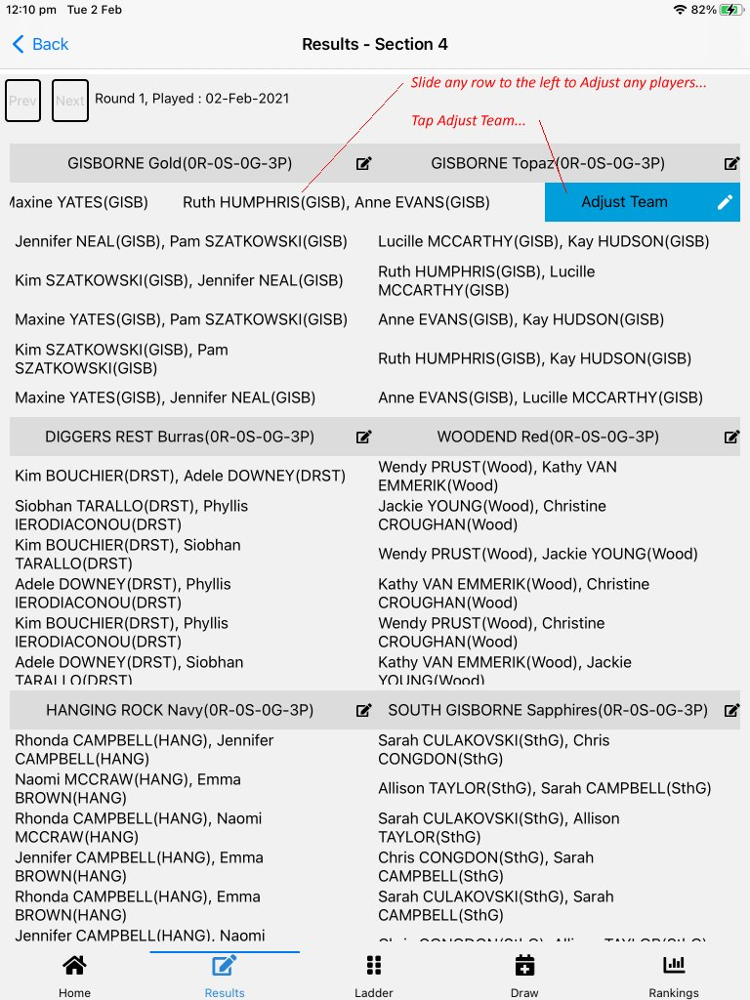 12:10 pm Tue 2 Feb 82%
Back Results - Section 4
Slide any row to the left to Adjust any players...
Prev Next Round 1, Played : 02-Feb-2021
Tap Adjust Team...
GISBORNE Gold(0R-0S-0G-3P) GISBORNE Topaz(0R-0S-0G-3P)
Maxine YATES(GISB) Ruth HUMPHRIS(GISB), Anne EVANS(GISB) Adjust Team
Jennifer NEAL(GISB), Pam SZATKOWSKI(GISB) Lucille MCCARTHY(GISB), Kay HUDSON(GISB)
Kim SZATKOWSKI(GISB), Jennifer NEAL(GISB) Ruth HUMPHRIS(GISB), Lucille
MCCARTHY(GISB)
Maxine YATES(GISB), Pam SZATKOWSKI(GISB) Anne EVANS(GISB), Kay HUDSON(GISB)
Kim SZATKOWSKI(GISB), Pam
SZATKOWSKI(GISB) Ruth HUMPHRIS(GISB), Kay HUDSON(GISB)
Maxine YATES(GISB), Jennifer NEAL(GISB) Anne EVANS(GISB), Lucille MCCARTHY(GISB)
DIGGERS REST Burras(0R-0S-0G-3P) WOODEND Red(0R-0S-0G-3P)
Kim BOUCHIER(DRST), Adele DOWNEY(DRST) Wendy PRUST(Wood), Kathy VAN
EMMERIK(Wood)
Siobhan TARALLO(DRST), Phyllis Jackie YOUNG(Wood), Christine
IERODIACONOU(DRST) CROUGHAN(Wood)
Kim BOUCHIER(DRST), Siobhan
TARALLO(DRST) Wendy PRUST(Wood), Jackie YOUNG(Wood)
Adele DOWNEY(DRST), Phyllis Kathy VAN EMMERIK(Wood), Christine
IERODIACONOU(DRST) CROUGHAN(Wood)
Kim BOUCHIER(DRST), Phyllis Wendy PRUST(Wood), Christine
IERODIACONOU(DRST) CROUGHAN(Wood)
Adele DOWNEY(DRST), Siobhan Kathy VAN EMMERIK(Wood), Jackie
TARALLO(DRST) YOUNG(Wood)
HANGING ROCK Navy(0R-0S-0G-3P) SOUTH GISBORNE Sapphires(0R-0S-0G-3P)
Rhonda CAMPBELL(HANG), Jennifer Sarah CULAKOVSKI(SthG), Chris
CAMPBELL(HANG) CONGDON(SthG)
Naomi MCCRAW(HANG), Emma
BROWN(HANG) Allison TAYLOR(SthG), Sarah CAMPBELL(SthG)
Rhonda CAMPBELL(HANG), Naomi Sarah CULAKOVSKI(SthG), Allison
MCCRAW(HANG) TAYLOR(SthG)
Jennifer CAMPBELL(HANG), Emma Chris CONGDON(SthG), Sarah
BROWN(HANG) CAMPBELL(SthG)
Rhonda CAMPBELL(HANG), Emma Sarah CULAKOVSKI(SthG), Sarah
BROWN(HANG) CAMPBELL(SthG)
Jennifer CAMPBELL(HANG), Naomi
Home Results Ladder Draw Rankings